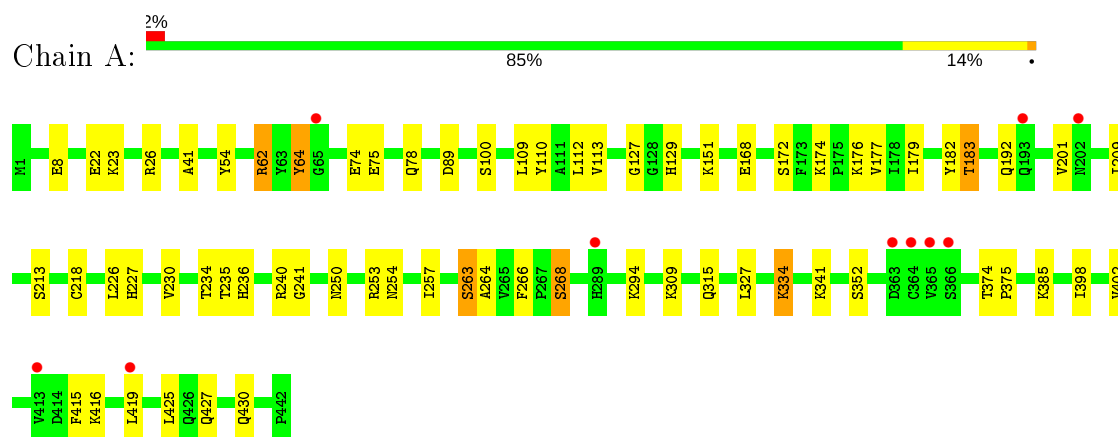 2%
Chain A:
85% 14% •
M1 E8 E22 K23 R26 A41 Y54 R62 Y63 Y64 G65 E74 E75 Q78 D89 S100 L109 Y110 A111 L112 V113 G127 G128 H129 K151 E168 S172 F173 K174 P175 K176 V177 I178 I179 Y182 T183 Q192 Q193 V201 N202
S213 C218 L226 H227 V230 T234 T235 H236 R240 G241 N250 R253 N254 I257 S263 A264 V265 F266 P267 S268 H289 K294 K309 Q315 L327 K334 K341 S352 D363 C364 V365 S366 T374 P375 K385 I398
V413 D414 F415 K416 L419 L425 Q426 Q427 Q430 P442